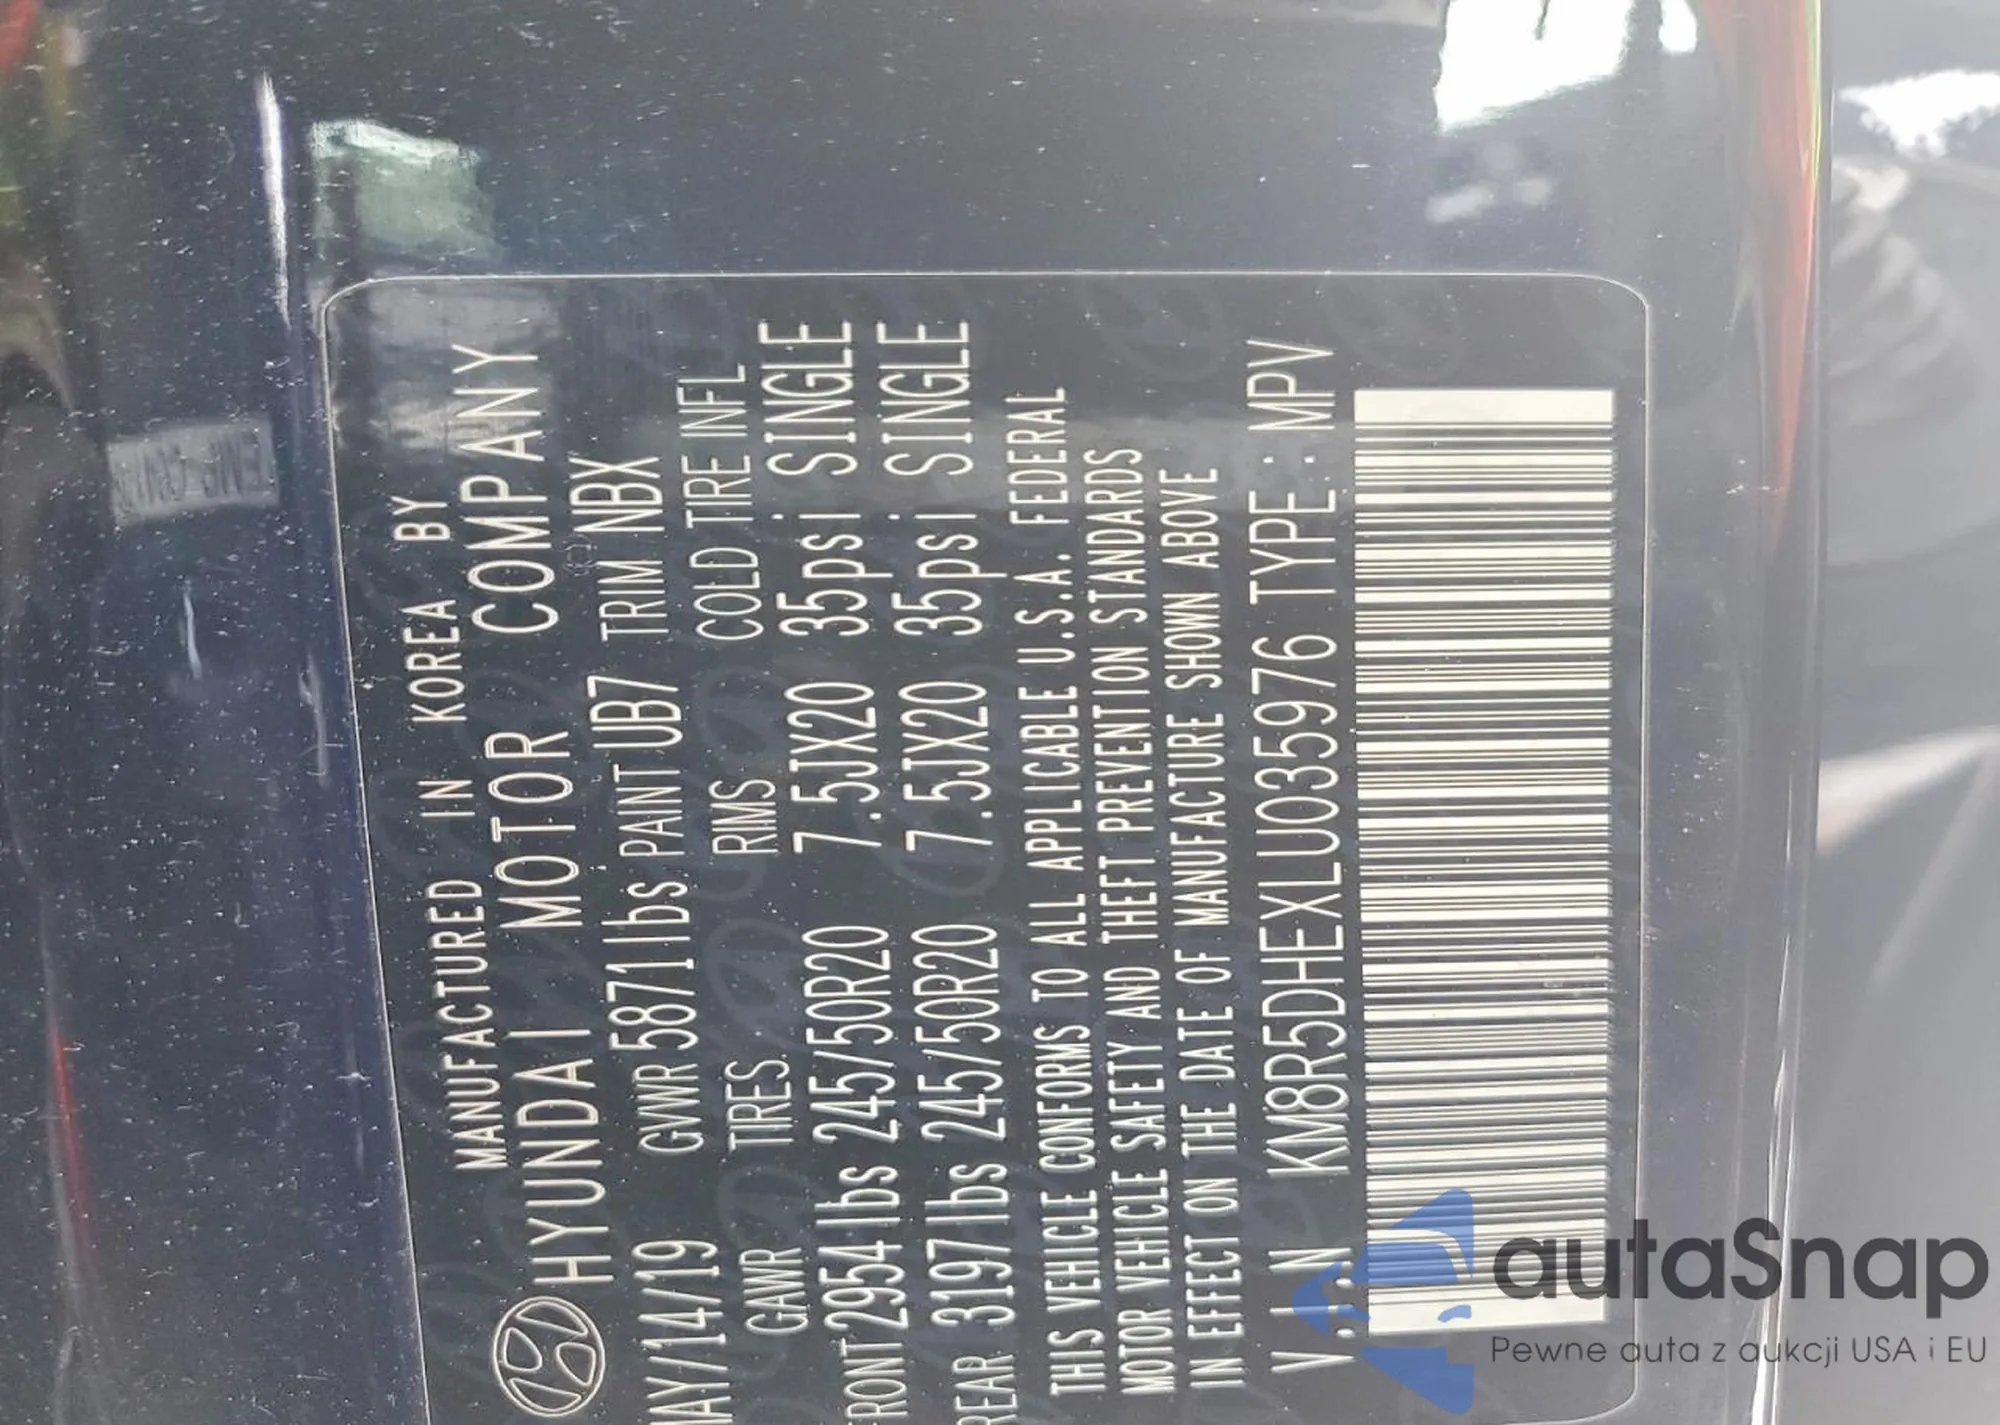 MANUFACTURED IN KOREA BY
HYUNDAI MOTOR COMPANY
MAY/14/19 GVWR 5871lbs PAINT UB7 TRIM NBX
GAWR TIRES RIMS COLD TIRE INFL
FRONT 2954lbs 245/50R20 7.5JX20 35psi SINGLE
REAR 3197lbs 245/50R20 7.5JX20 35psi SINGLE
THIS VEHICLE CONFORMS TO ALL APPLICABLE U.S.A. FEDERAL
MOTOR VEHICLE SAFETY AND THEFT PREVENTION STANDARDS
IN EFFECT ON THE DATE OF MANUFACTURE SHOWN ABOVE
V.I.N KM8R5DHEXLU035976 TYPE: MPV
autaSnap
Pewne auta z aukcji USA i EU